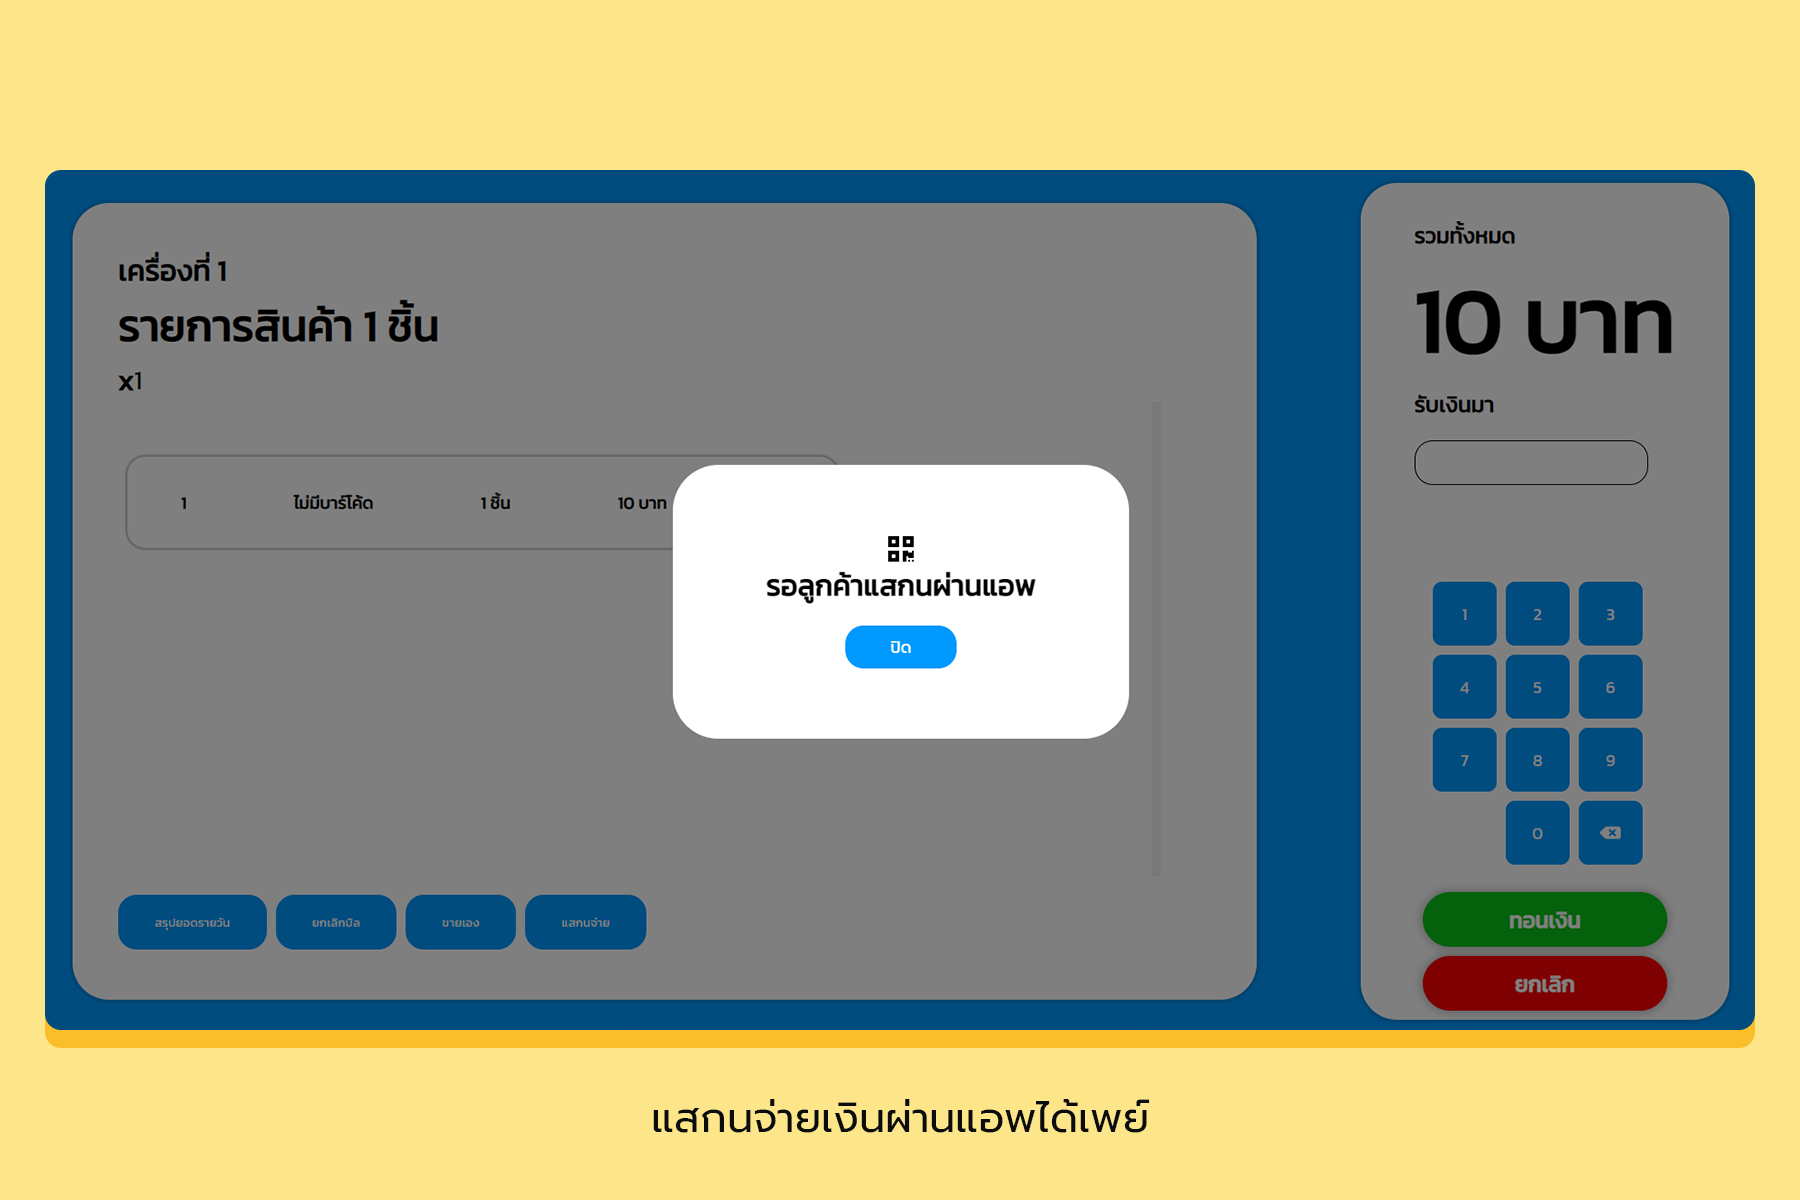 เครื่องที่ 1
รายการสินค้า 1 ชิ้น
x1
1 ไม่มีบาร์โค้ด 1 ชิ้น 10 บาท
รอลูกค้าแสกนผ่านแอพ
ปิด
สรุปยอดรายวัน ยกเลิกบิล ขายเอง แสกนจ่าย
รวมทั้งหมด
10 บาท
รับเงินมา
1 2 3
4 5 6
7 8 9
0
ทอนเงิน
ยกเลิก
แสกนจ่ายเงินผ่านแอพได้เพย์